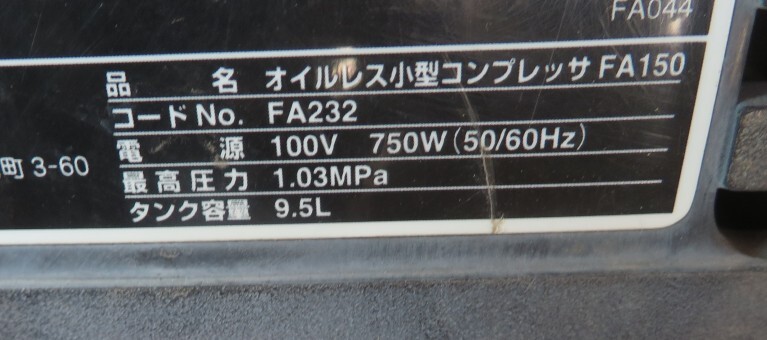 FA044
品名 オイルレス小型コンプレッサ FA150
コードNo. FA232
電源 100V 750W(50/60Hz)
町 3-60
最高圧力 1.03MPa
タンク容量 9.5L